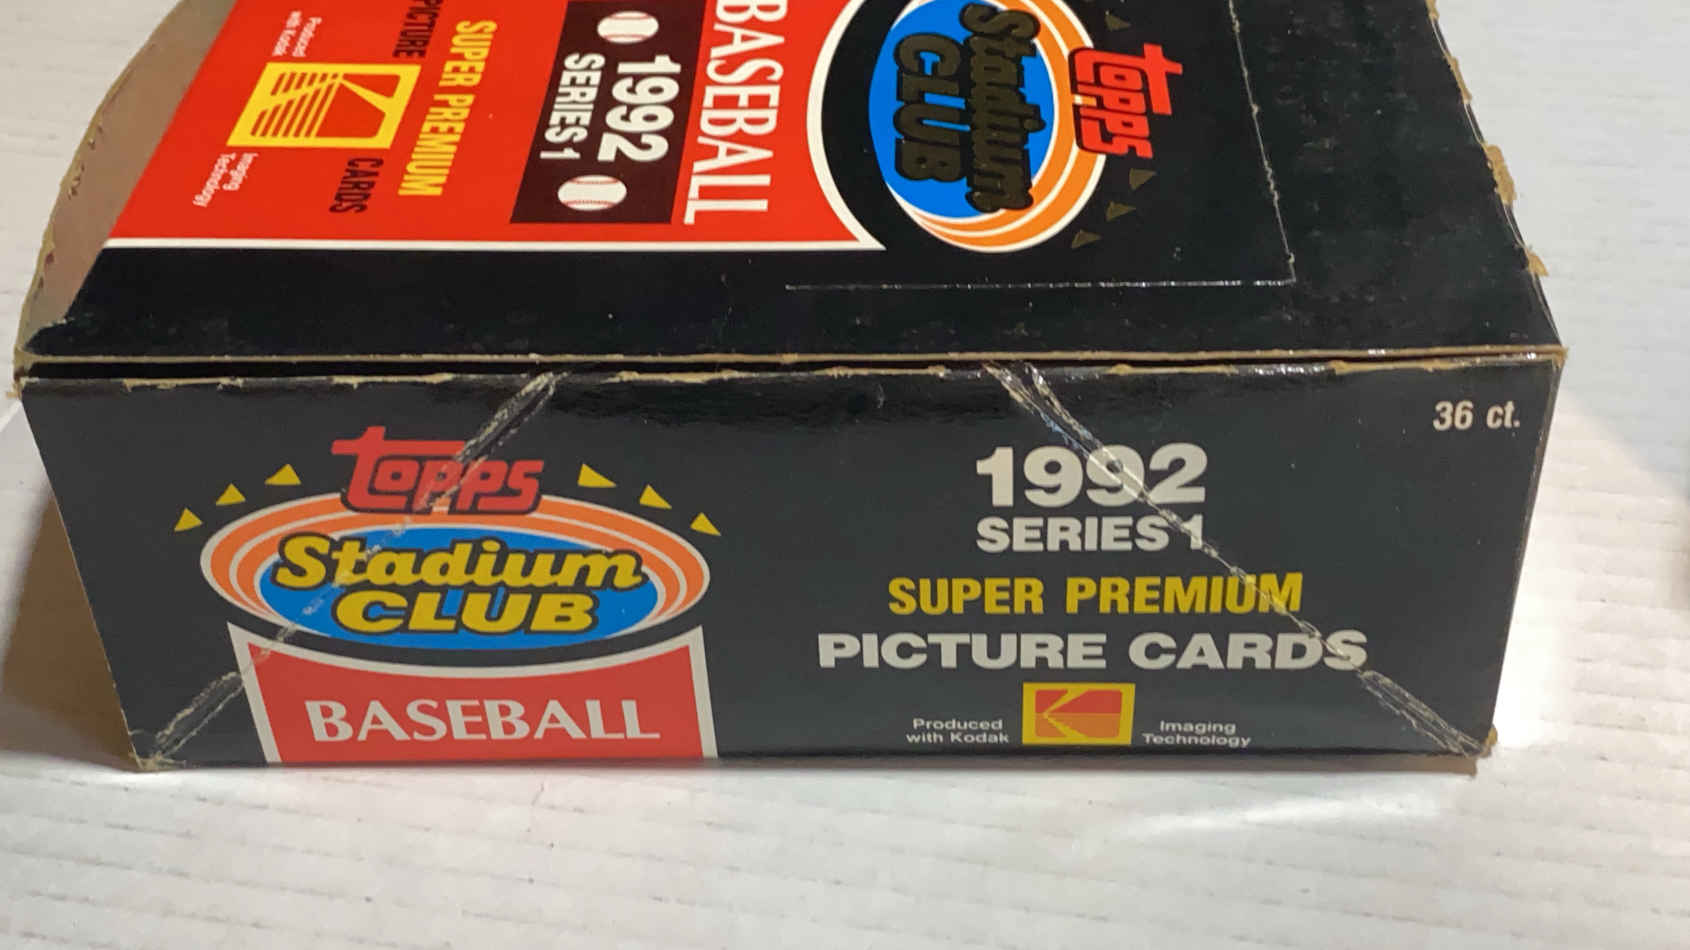 topps
Stadium
CLUB
BASEBALL
1992
SERIES 1
SUPER PREMIUM
PICTURE CARDS
Produced
with Kodak
Imaging
Technology
topps
Stadium
CLUB
BASEBALL
36 ct.
1992
SERIES 1
SUPER PREMIUM
PICTURE CARDS
Produced
with Kodak
Imaging
Technology